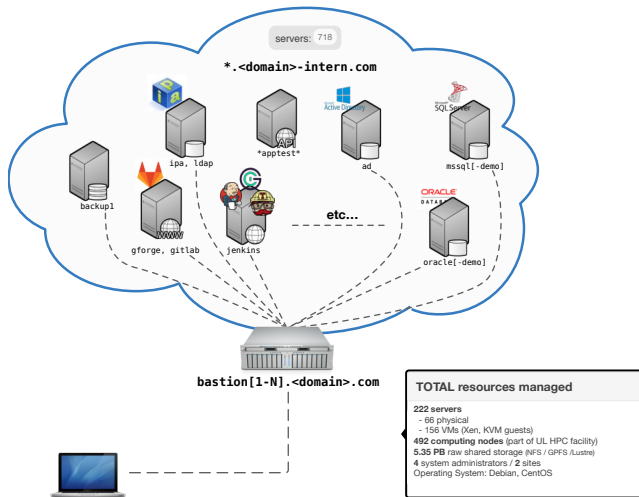 servers: 718
*.<domain>-intern.com
Active Directory
SQL Server
ipa, ldap
API
*apptest*
ad
mssql[-demo]
backup1
ORACLE
DATABASE
WWW
gforge, gitlab
jenkins
etc...
oracle[-demo]
bastion[1-N].<domain>.com
TOTAL resources managed
222 servers
- 66 physical
- 156 VMs (Xen, KVM guests)
492 computing nodes (part of UL HPC facility)
5.35 PB raw shared storage (NFS / GPFS /Lustre)
4 system administrators / 2 sites
Operating System: Debian, CentOS